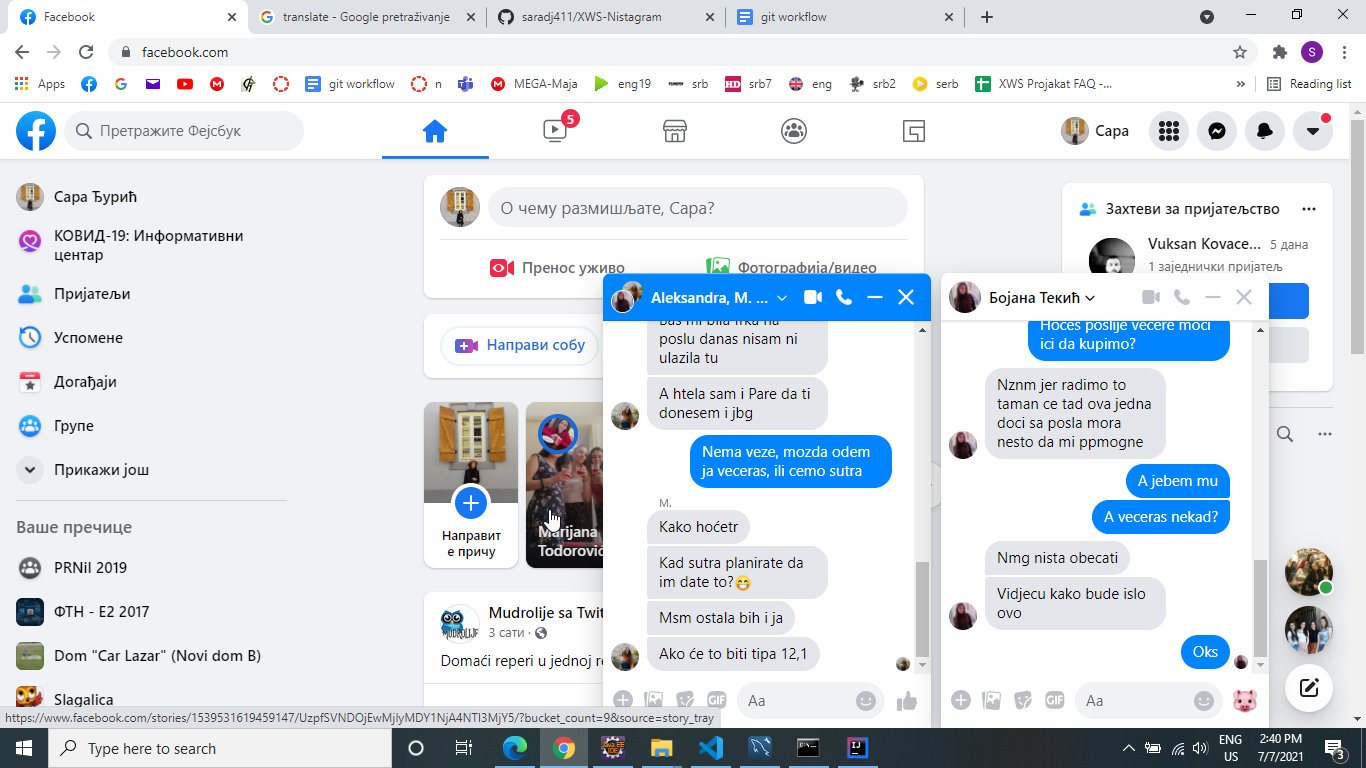 Facebook
translate - Google pretraživanje
saradj411/XWS-Nistagram
git workflow
facebook.com
S
Apps
git workflow
n
MEGA-Maja
eng19
srb
srb7
eng
srb2
serb
XWS Projakat FAQ -...
Reading list
Претражите Фејсбук
5
Сара
Сара Ђурић
КОВИД-19: Информативни
центар
Пријатељи
Успомене
Догађаји
Групе
Прикажи још
Ваше пречице
PRNiI 2019
ФТН - Е2 2017
Dom "Car Lazar" (Novi dom B)
Slagalica
О чему размишљате, Сара?
Пренос уживо
Фотографија/видео
Направи собу
Направит
е причу
Marijana
Todorović
Mudrolije sa Twit
3 сати
Domaći reperi u jednoj r
Захтеви за пријатељство
Vuksan Kovace...
5 дана
1 заједнички пријатељ
Aleksandra, M. ...
poslu danas nisam ni
ulazila tu
A htela sam i Pare da ti
donesem i jbg
Nema veze, mozda odem
ja veceras, ili cemo sutra
M.
Kako hoćetr
Kad sutra planirate da
im date to?😁
Msm ostala bih i ja
Ako će to biti tipa 12,1
Aa
GIF
Бојана Текић
Hoces poslije vecere moci
ici da kupimo?
Nznm jer radimo to
taman ce tad ova jedna
doci sa posla mora
nesto da mi ppmogne
A jebem mu
A veceras nekad?
Nmg nista obecati
Vidjecu kako bude islo
ovo
Oks
GIF
Aa
https://www.facebook.com/stories/1539531619459147/UzpfSVNDOjEwMjIyMDY1NjA4NTI3MjY5/?bucket_count=9&source=story_tray
Type here to search
ENG
US
2:40 PM
7/7/2021
3